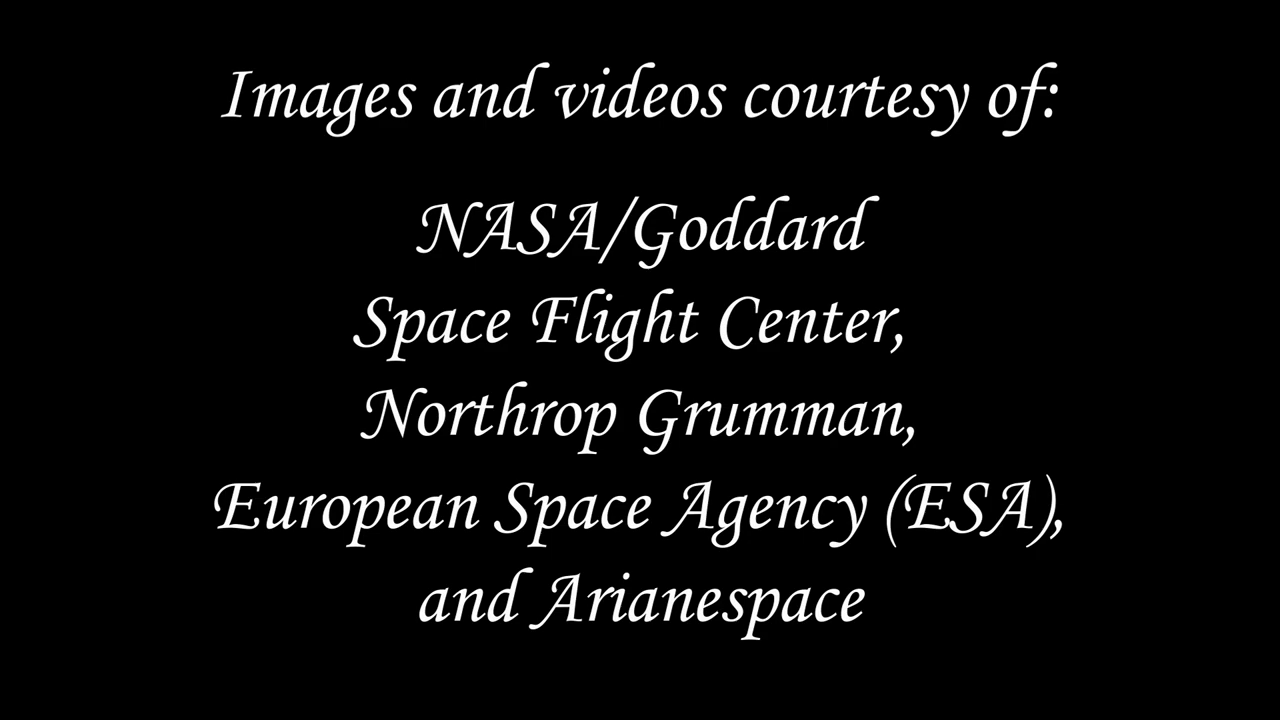 Images and videos courtesy of:
NASA/Goddard
Space Flight Center,
Northrop Grumman,
European Space Agency (ESA),
and Arianespace